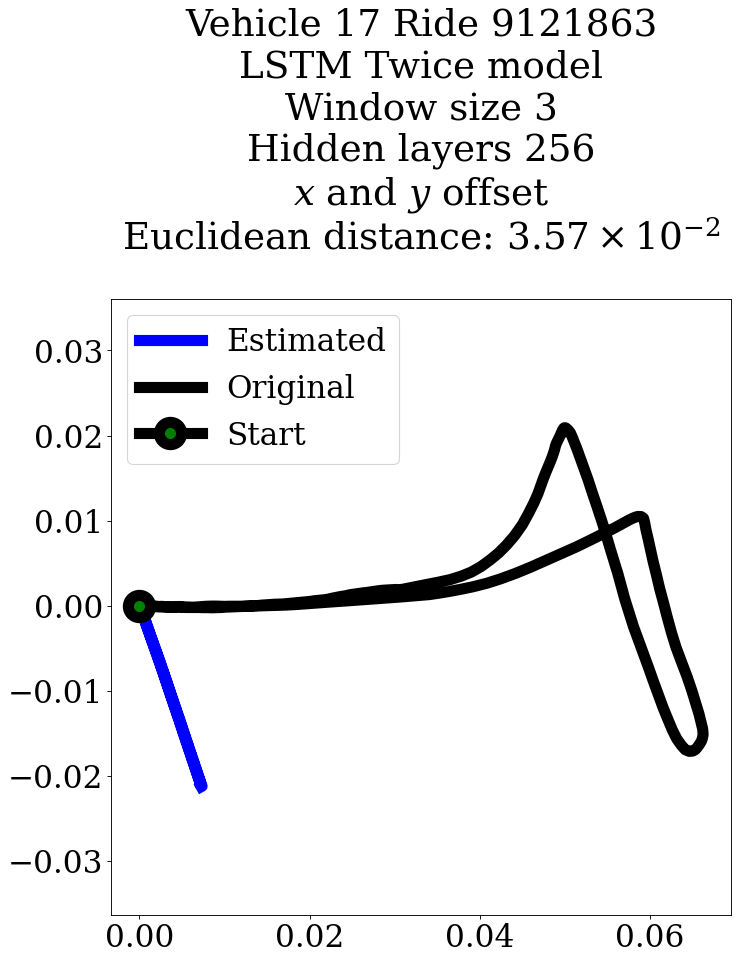 Vehicle 17 Ride 9121863
LSTM Twice model
Window size 3
Hidden layers 256
x and y offset
Euclidean distance: 3.57 × 10⁻²
Estimated
Original
Start
0.03
0.02
0.01
0.00
−0.01
−0.02
−0.03
0.00 0.02 0.04 0.06